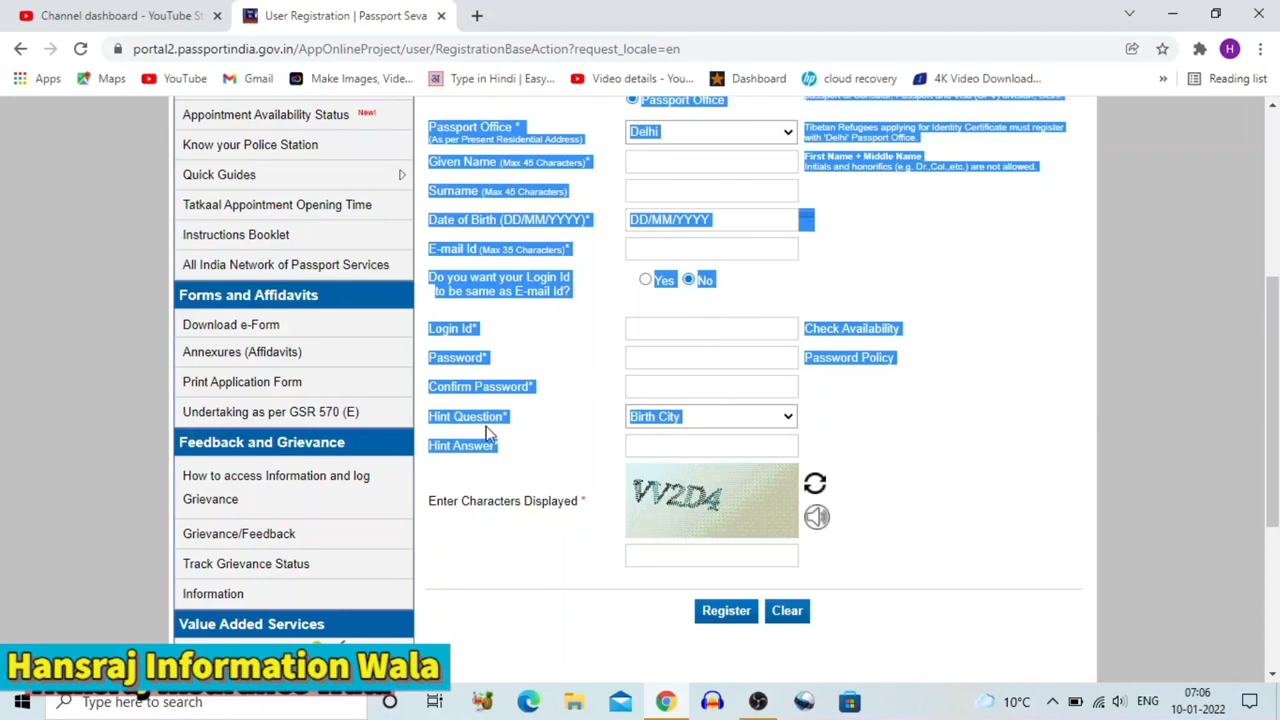 Channel dashboard - YouTube St
User Registration | Passport Seva
portal2.passportindia.gov.in/AppOnlineProject/user/RegistrationBaseAction?request_locale=en
Apps
Maps
YouTube
Gmail
Make Images, Vide...
Type in Hindi | Easy...
Video details - You...
Dashboard
cloud recovery
4K Video Download...
»
Reading list
Appointment Availability Status New!
Know your Police Station
Quick Guides
Tatkaal Appointment Opening Time
Instructions Booklet
All India Network of Passport Services
Forms and Affidavits
Download e-Form
Annexures (Affidavits)
Print Application Form
Undertaking as per GSR 570 (E)
Feedback and Grievance
How to access Information and log
Grievance
Grievance/Feedback
Track Grievance Status
Information
Value Added Services
Passport Office
Passport Office *
(As per Present Residential Address)
Delhi
Tibetan Refugees applying for Identity Certificate must register
with 'Delhi' Passport Office.
Given Name (Max 45 Characters)*
First Name + Middle Name
Initials and honorifics (e.g. Dr.,Col.,etc.) are not allowed.
Surname (Max 45 Characters)
Date of Birth (DD/MM/YYYY)*
DD/MM/YYYY
E-mail Id (Max 35 Characters)*
Do you want your Login Id
to be same as E-mail Id?
Yes
No
Login Id*
Check Availability
Password*
Password Policy
Confirm Password*
Hint Question*
Birth City
Hint Answer*
Enter Characters Displayed *
VV2D4
Register
Clear
Hansraj Information Wala
Type here to search
10°C
ENG
07:06
10-01-2022
H